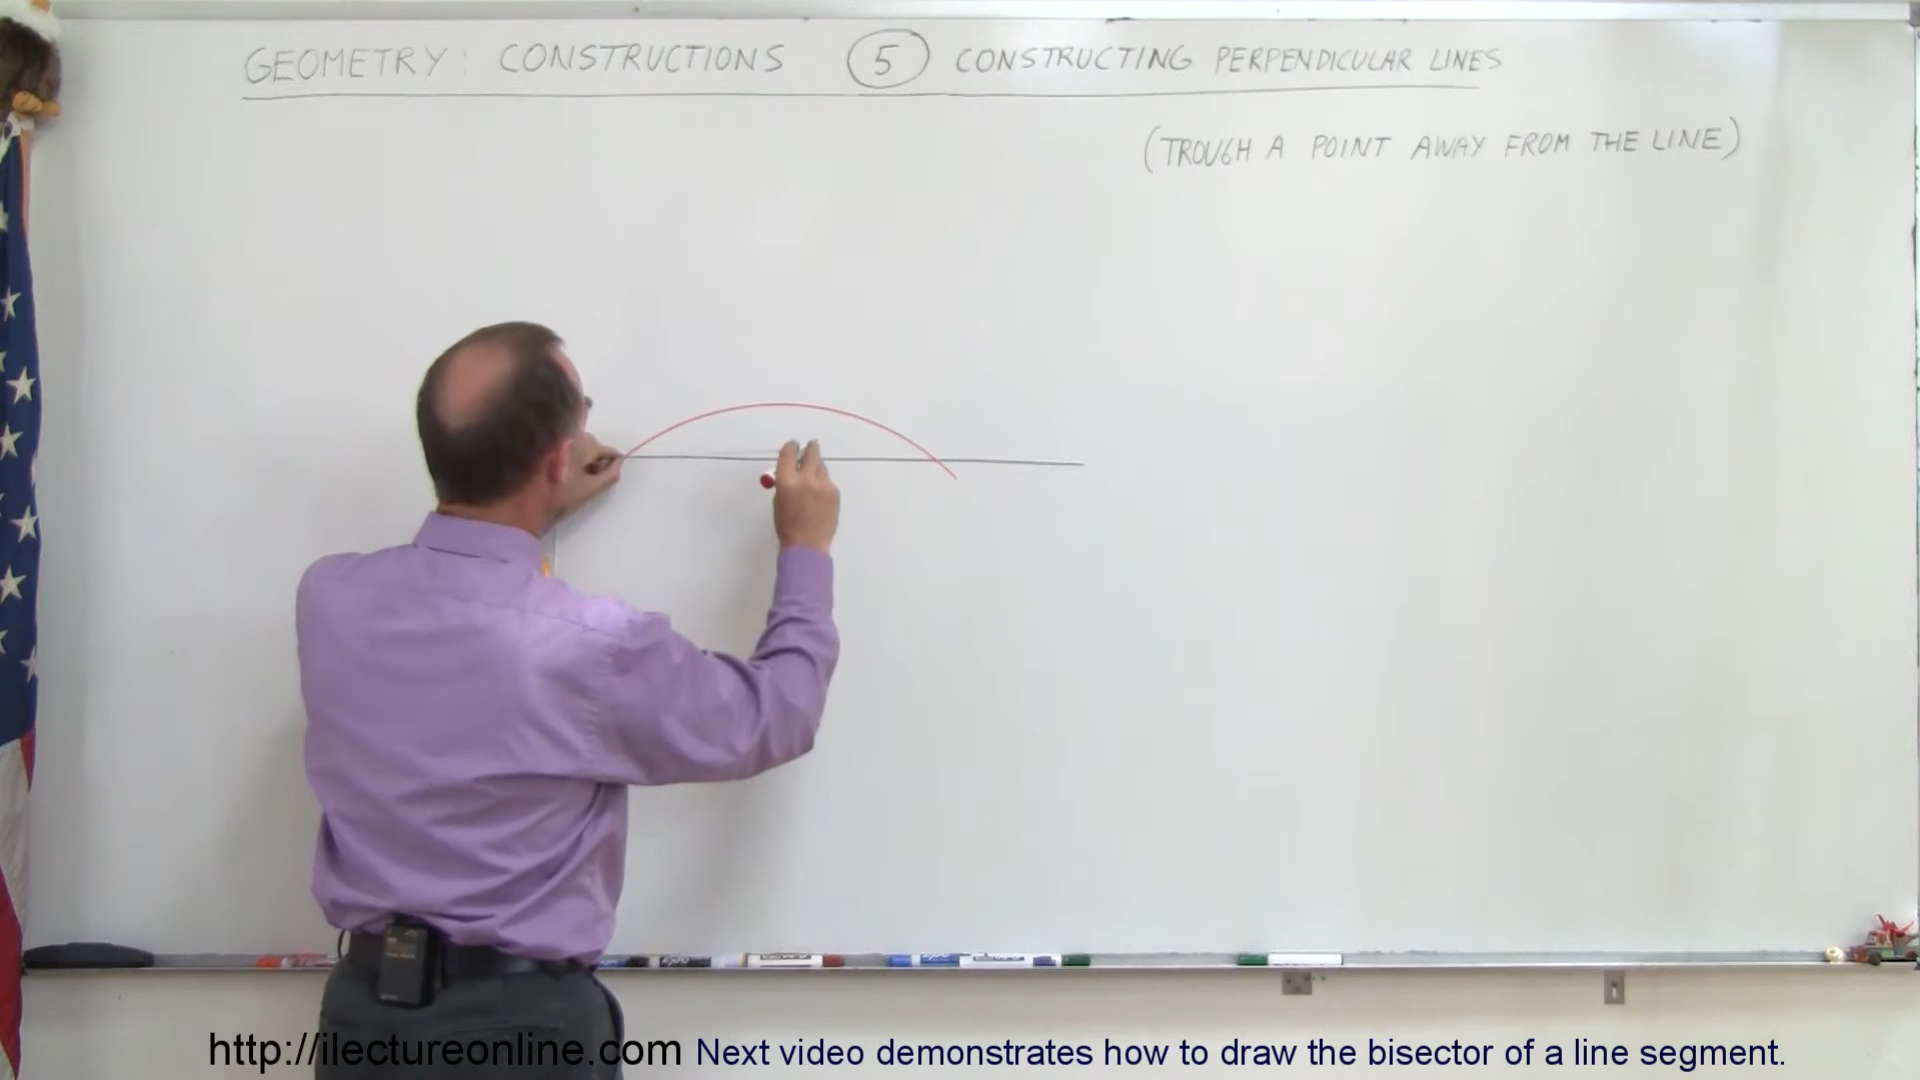 GEOMETRY: CONSTRUCTIONS 5 CONSTRUCTING PERPENDICULAR LINES
(TROUGH A POINT AWAY FROM THE LINE)
http://ilectureonline.com Next video demonstrates how to draw the bisector of a line segment.